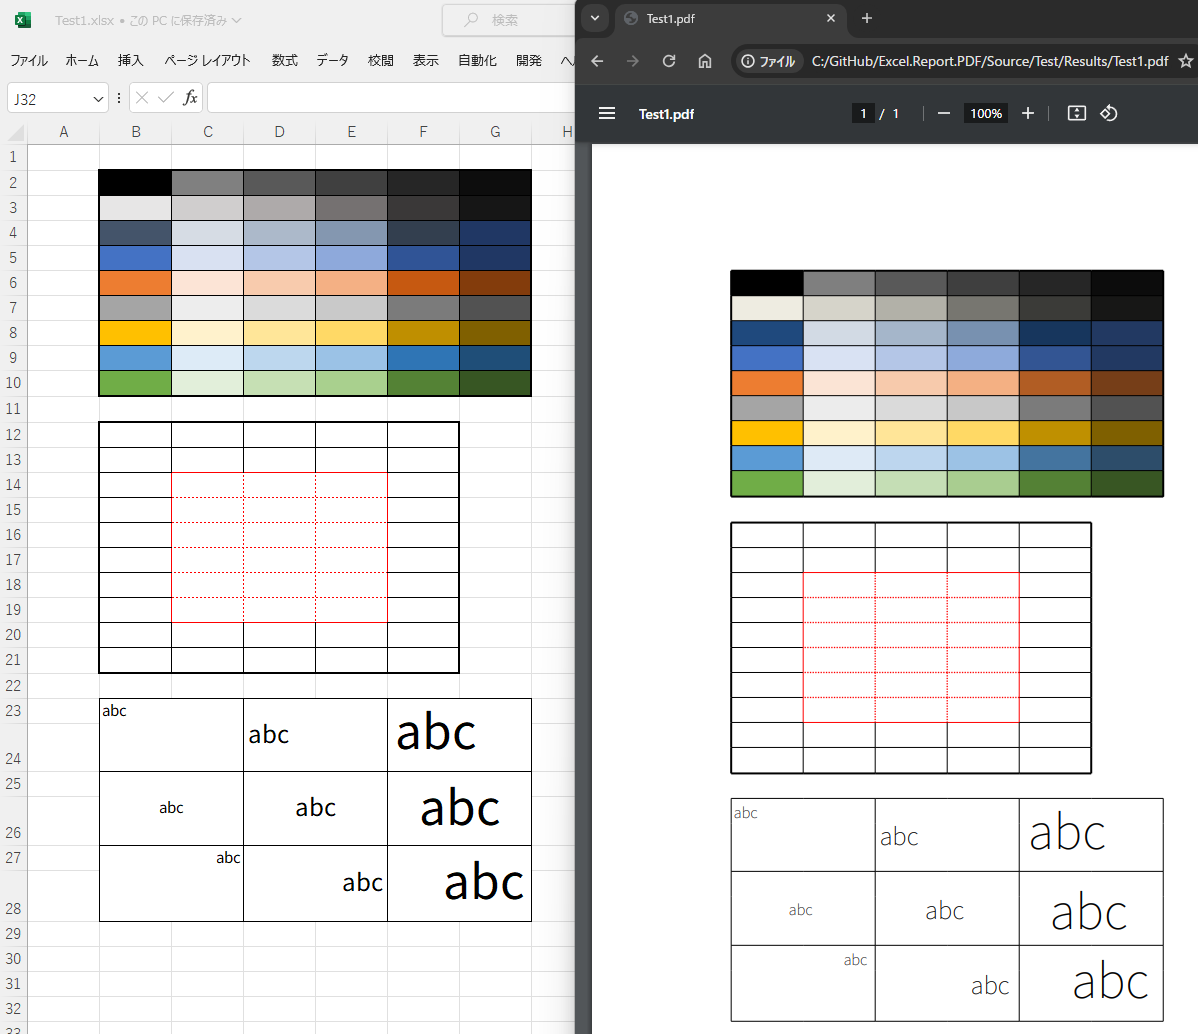 Test1.xlsx • この PC に保存済み
検索
ファイル ホーム 挿入 ページ レイアウト 数式 データ 校閲 表示 自動化 開発 ヘ
J32 fx
A B C D E F G H
1
2
3
4
5
6
7
8
9
10
11
12
13
14
15
16
17
18
19
20
21
22
23
24
25
26
27
28
29
30
31
32
33
abc abc abc
abc abc abc
abc abc abc
Test1.pdf
ファイル C:/GitHub/Excel.Report.PDF/Source/Test/Results/Test1.pdf
Test1.pdf 1 / 1 100%
abc abc abc
abc abc abc
abc abc abc